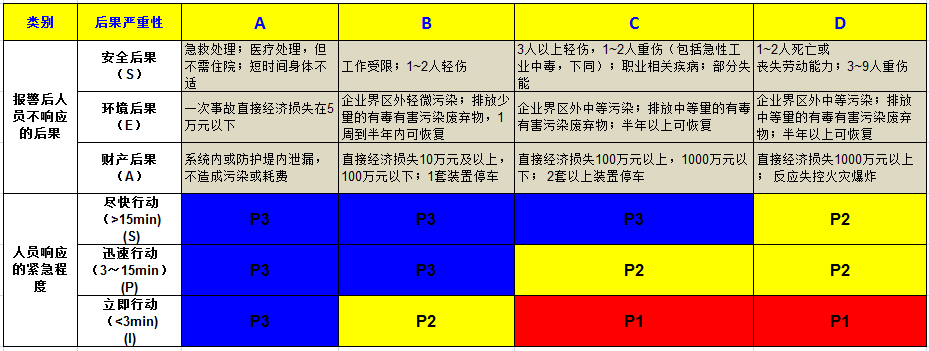 类别
后果严重性
A
B
C
D
报警后人
员不响应
的后果
安全后果
（S）
急救处理；医疗处理，但
不需住院；短时间身体不
适
工作受限；1~2人轻伤
3人以上轻伤，1~2人重伤（包括急性工
业中毒，下同）；职业相关疾病；部分失
能
1~2人死亡或
丧失劳动能力；3~9人重伤
环境后果
（E）
一次事故直接经济损失在5
万元以下
企业界区外轻微污染；排放少
量的有毒有害污染废弃物，1
周到半年内可恢复
企业界区外中等污染；排放中等量的有毒
有害污染废弃物；半年以上可恢复
企业界区外中等污染；排放
中等量的有毒有害污染废弃
物；半年以上可恢复
财产后果
（A）
系统内或防护堤内泄漏，
不造成污染或耗费
直接经济损失10万元及以上，
100万元以下；1套装置停车
直接经济损失100万元以上，1000万元以
下； 2套以上装置停车
直接经济损失1000万元以上
； 反应失控火灾爆炸
人员响应
的紧急程
度
尽快行动
（>15min)
(S)
P3
P3
P3
P2
迅速行动
（3～15min）
(P)
P3
P3
P2
P2
立即行动
（<3min)
(I)
P3
P2
P1
P1